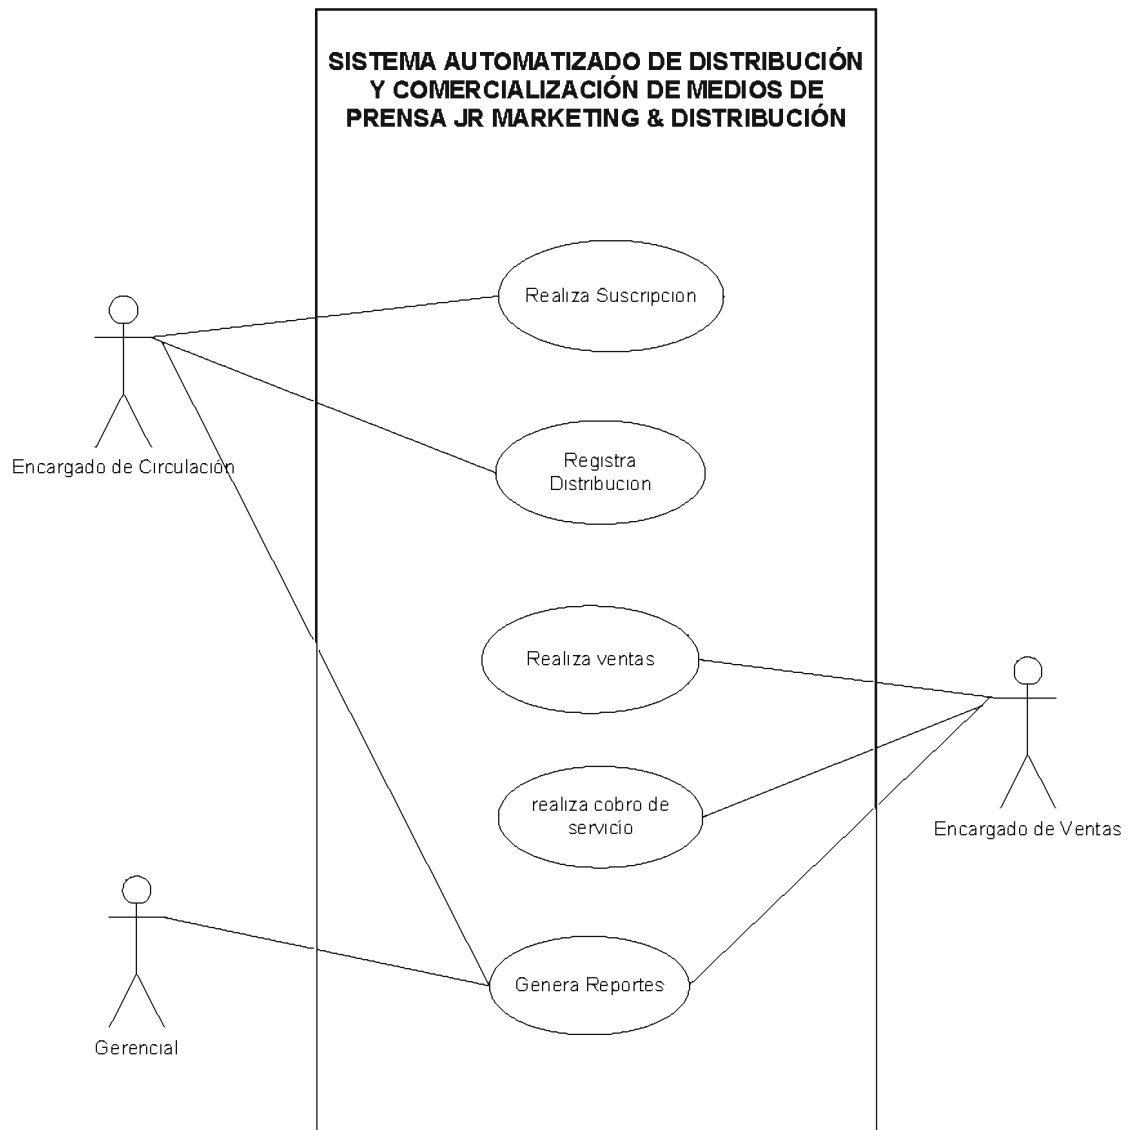 SISTEMA AUTOMATIZADO DE DISTRIBUCIÓN
Y COMERCIALIZACIÓN DE MEDIOS DE
PRENSA JR MARKETING & DISTRIBUCIÓN
Realiza Suscripcion
Encargado de Circulación
Registra
Distribucion
Realiza ventas
realiza cobro de
servicío
Encargado de Ventas
Genera Reportes
Gerencial